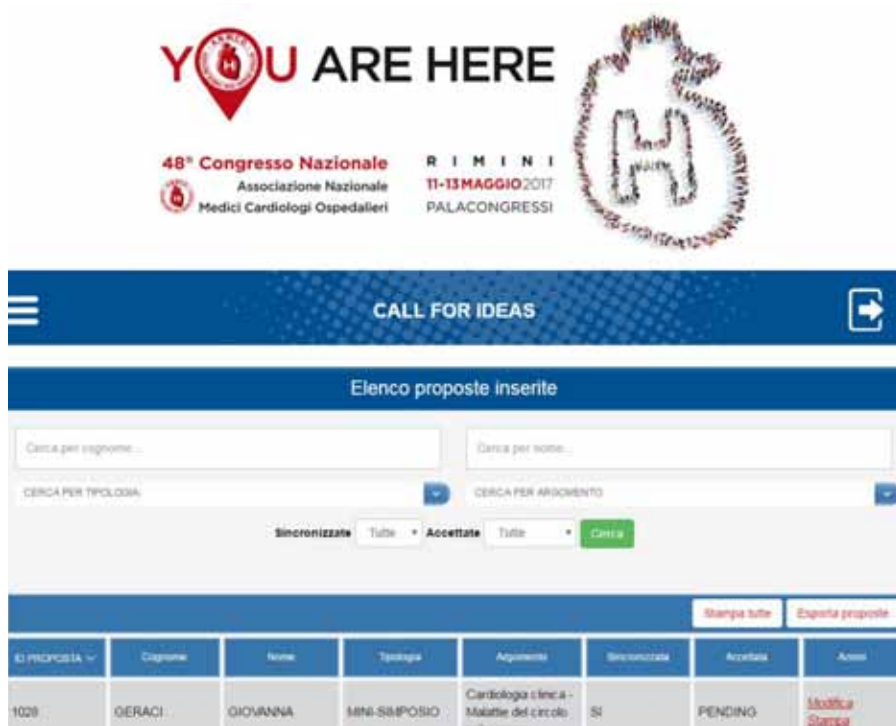 YOU ARE HERE
48° Congresso Nazionale
Associazione Nazionale
Medici Cardiologi Ospedalieri
RIMINI
11-13 MAGGIO 2017
PALACONGRESSI
CALL FOR IDEAS
Elenco proposte inserite
Cerca per cognome... Cerca per nome...
CERCA PER TIPOLOGIA: CERCA PER ARGOMENTO
Sincronizzate Tutte Accettate Tutte Cerca
Stampa tutte Esporta proposte
ID PROPOSTA Cognome Nome Tipologia Argomento Sincronizzata Accettata Azioni
1028 GERACI GIOVANNA MINI-SIMPOSIO Cardiologia clinica - SI PENDING Modifica
Malattie del circolo Stampa